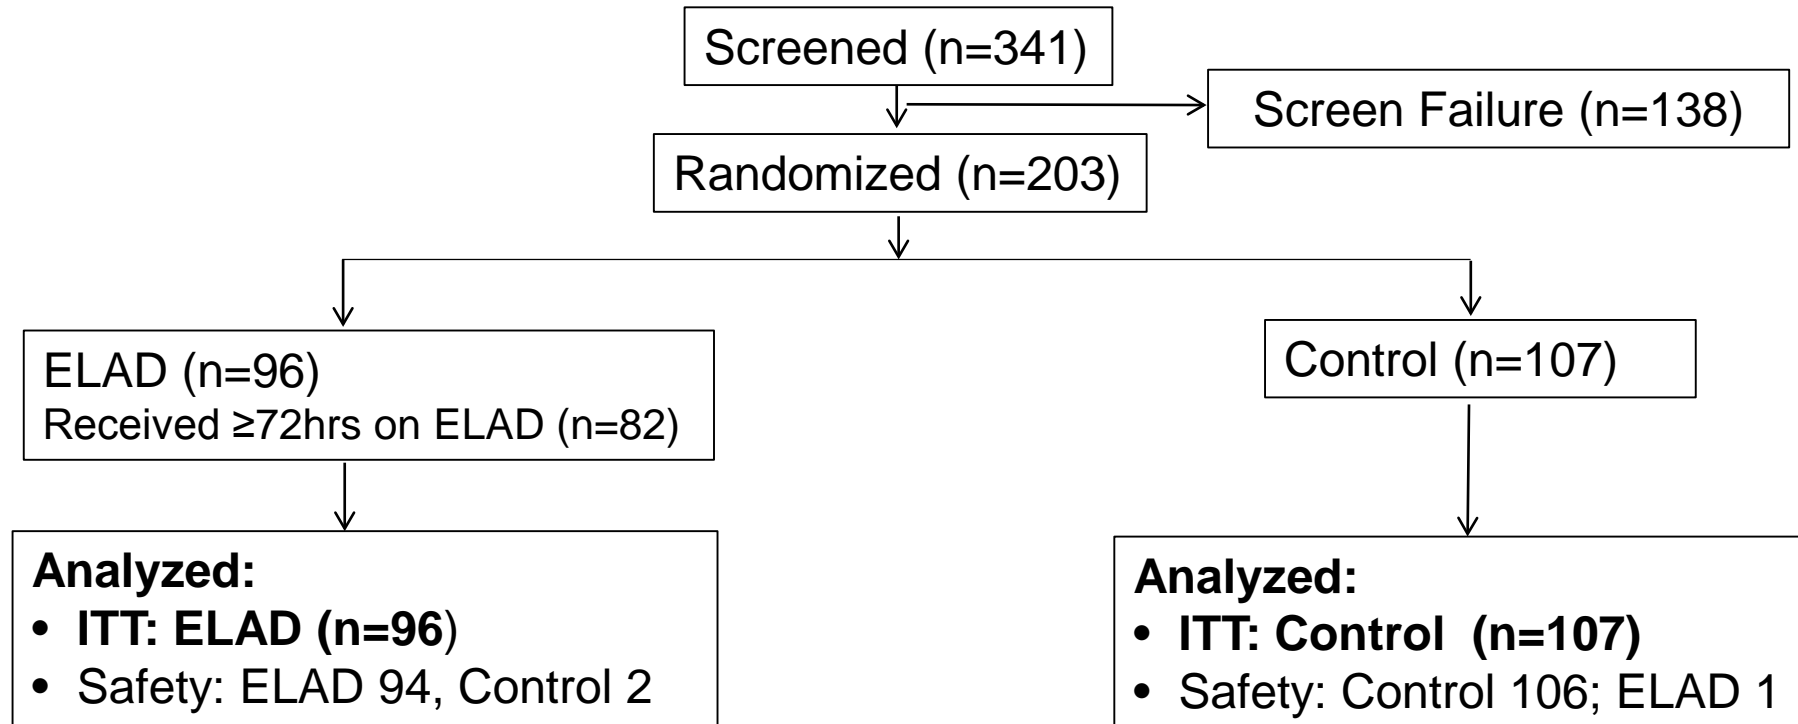 Screened (n=341)
Screen Failure (n=138)
Randomized (n=203)
ELAD (n=96)
Received ≥72hrs on ELAD (n=82)
Control (n=107)
Analyzed:
• ITT: ELAD (n=96)
• Safety: ELAD 94, Control 2
Analyzed:
• ITT: Control  (n=107)
• Safety: Control 106; ELAD 1